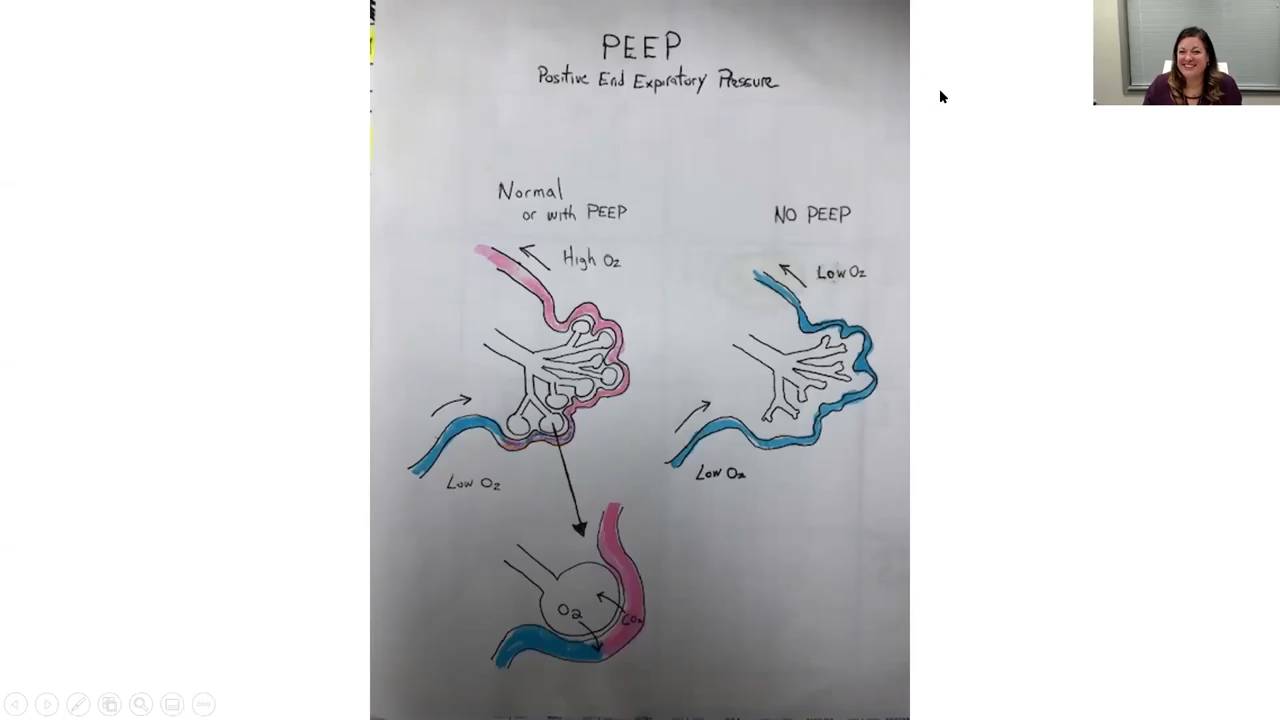 PEEP
Positive End Expiratory Pressure
Normal
or with PEEP
NO PEEP
High O2
Low O2
Low O2
Low O2
O2
CO2